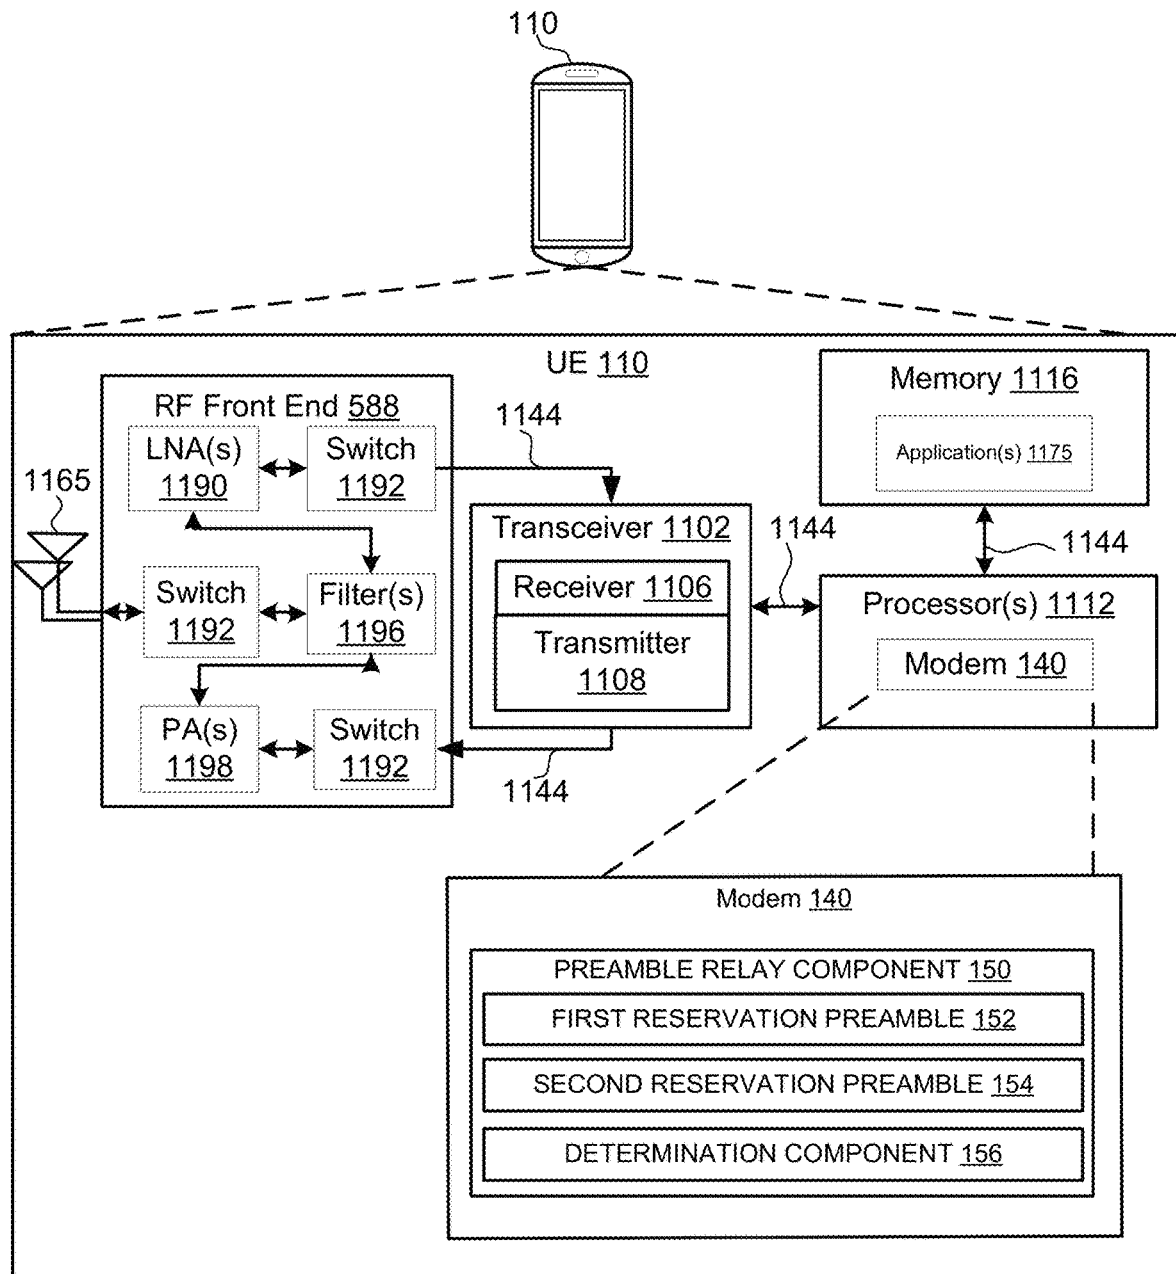 110
UE 110
RF Front End 588
LNA(s)
1190
Switch
1192
1144
1165
Switch
1192
Filter(s)
1196
PA(s)
1198
Switch
1192
1144
Transceiver 1102
Receiver 1106
Transmitter
1108
1144
Memory 1116
Application(s) 1175
1144
Processor(s) 1112
Modem 140
Modem 140
PREAMBLE RELAY COMPONENT 150
FIRST RESERVATION PREAMBLE 152
SECOND RESERVATION PREAMBLE 154
DETERMINATION COMPONENT 156